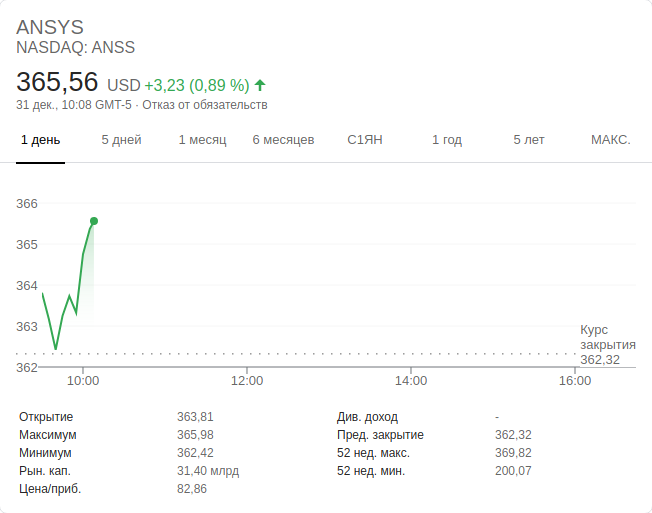 ANSYS
NASDAQ: ANSS
365,56 USD +3,23 (0,89 %)
31 дек., 10:08 GMT-5 · Отказ от обязательств
1 день 5 дней 1 месяц 6 месяцев С1ЯН 1 год 5 лет МАКС.
366
365
364
363
362
Курс
закрытия
362,32
10:00 12:00 14:00 16:00
Открытие 363,81 Див. доход -
Максимум 365,98 Пред. закрытие 362,32
Минимум 362,42 52 нед. макс. 369,82
Рын. кап. 31,40 млрд 52 нед. мин. 200,07
Цена/приб. 82,86